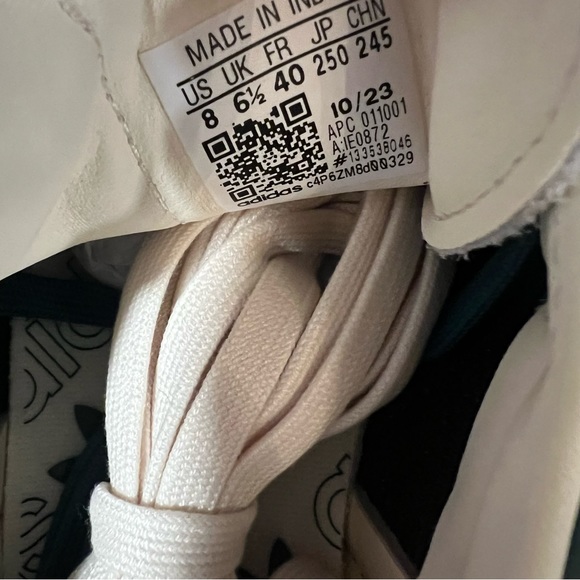 MADE IN IND
US UK FR JP CHN
8 6½ 40 250 245
10/23
APC 011001
A:IE0872
#133538046
adidas c4P6ZM8d00329